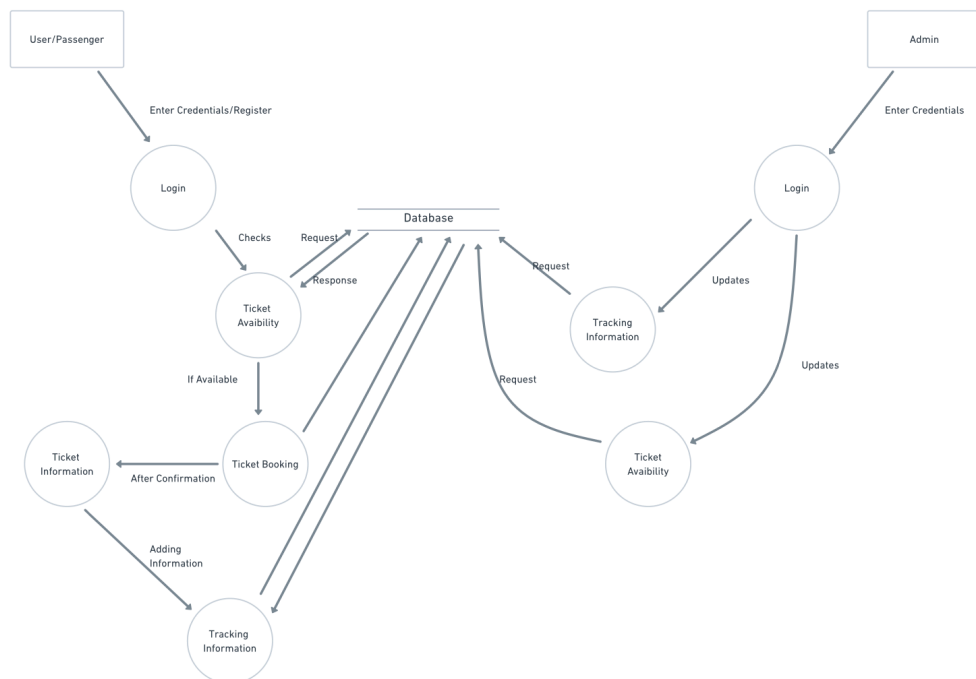 User/Passenger
Admin
Enter Credentials/Register
Enter Credentials
Login
Login
Database
Checks
Request
Response
Request
Updates
Ticket
Avaibility
Tracking
Information
If Available
Request
Updates
Ticket
Information
After Confirmation
Ticket Booking
Ticket
Avaibility
Adding
Information
Tracking
Information